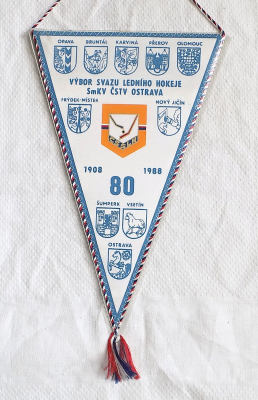 OPAVA BRUNTÁL KARVINÁ PŘEROV OLOMOUC
VÝBOR SVAZU LEDNÍHO HOKEJE
SmKV ČSTV OSTRAVA
FRÝDEK-MÍSTEK NOVÝ JIČÍN
ČSSLH
1908 1988
80
ŠUMPERK VSETÍN
OSTRAVA